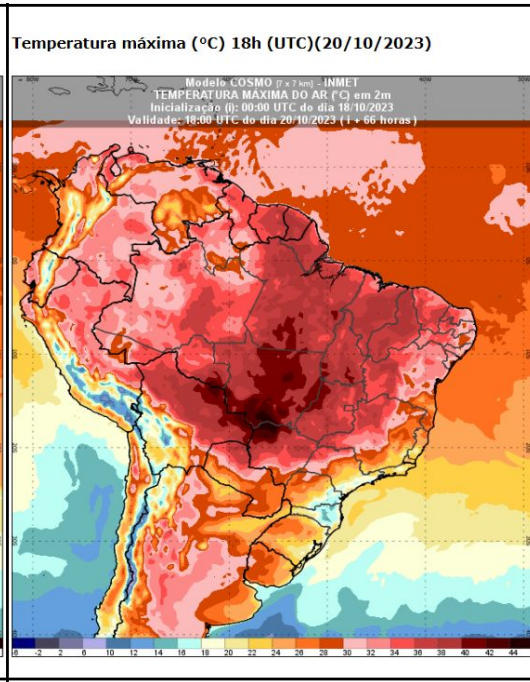 Temperatura máxima (ºC) 18h (UTC)(20/10/2023)
Modelo COSMO [7 x 7 km] - INMET
TEMPERATURA MÁXIMA DO AR (°C) em 2m
Inicialização (i): 00:00 UTC do dia 18/10/2023
Validade: 18:00 UTC do dia 20/10/2023 ( i + 66 horas )
-6 -2 2 6 10 12 14 16 18 20 22 24 26 28 30 32 34 36 38 40 42 44